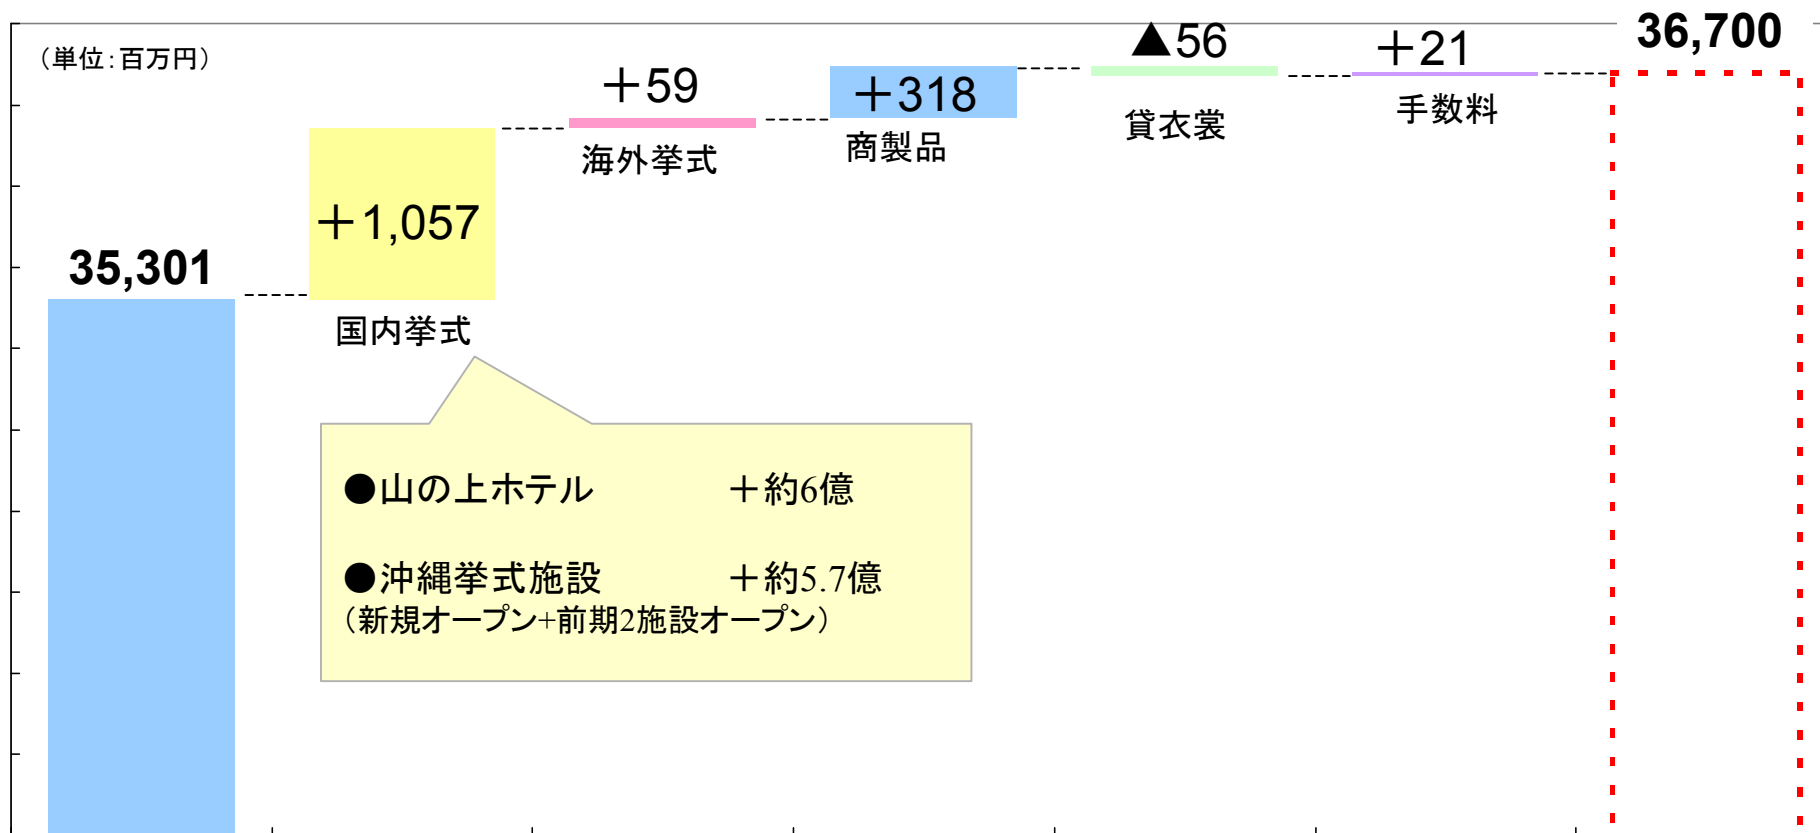 （単位：百万円）
35,301
＋1,057
国内挙式
＋59
海外挙式
＋318
商製品
▲56
貸衣裳
＋21
手数料
36,700
●山の上ホテル　＋約6億
●沖縄挙式施設　＋約5.7億
（新規オープン+前期2施設オープン）